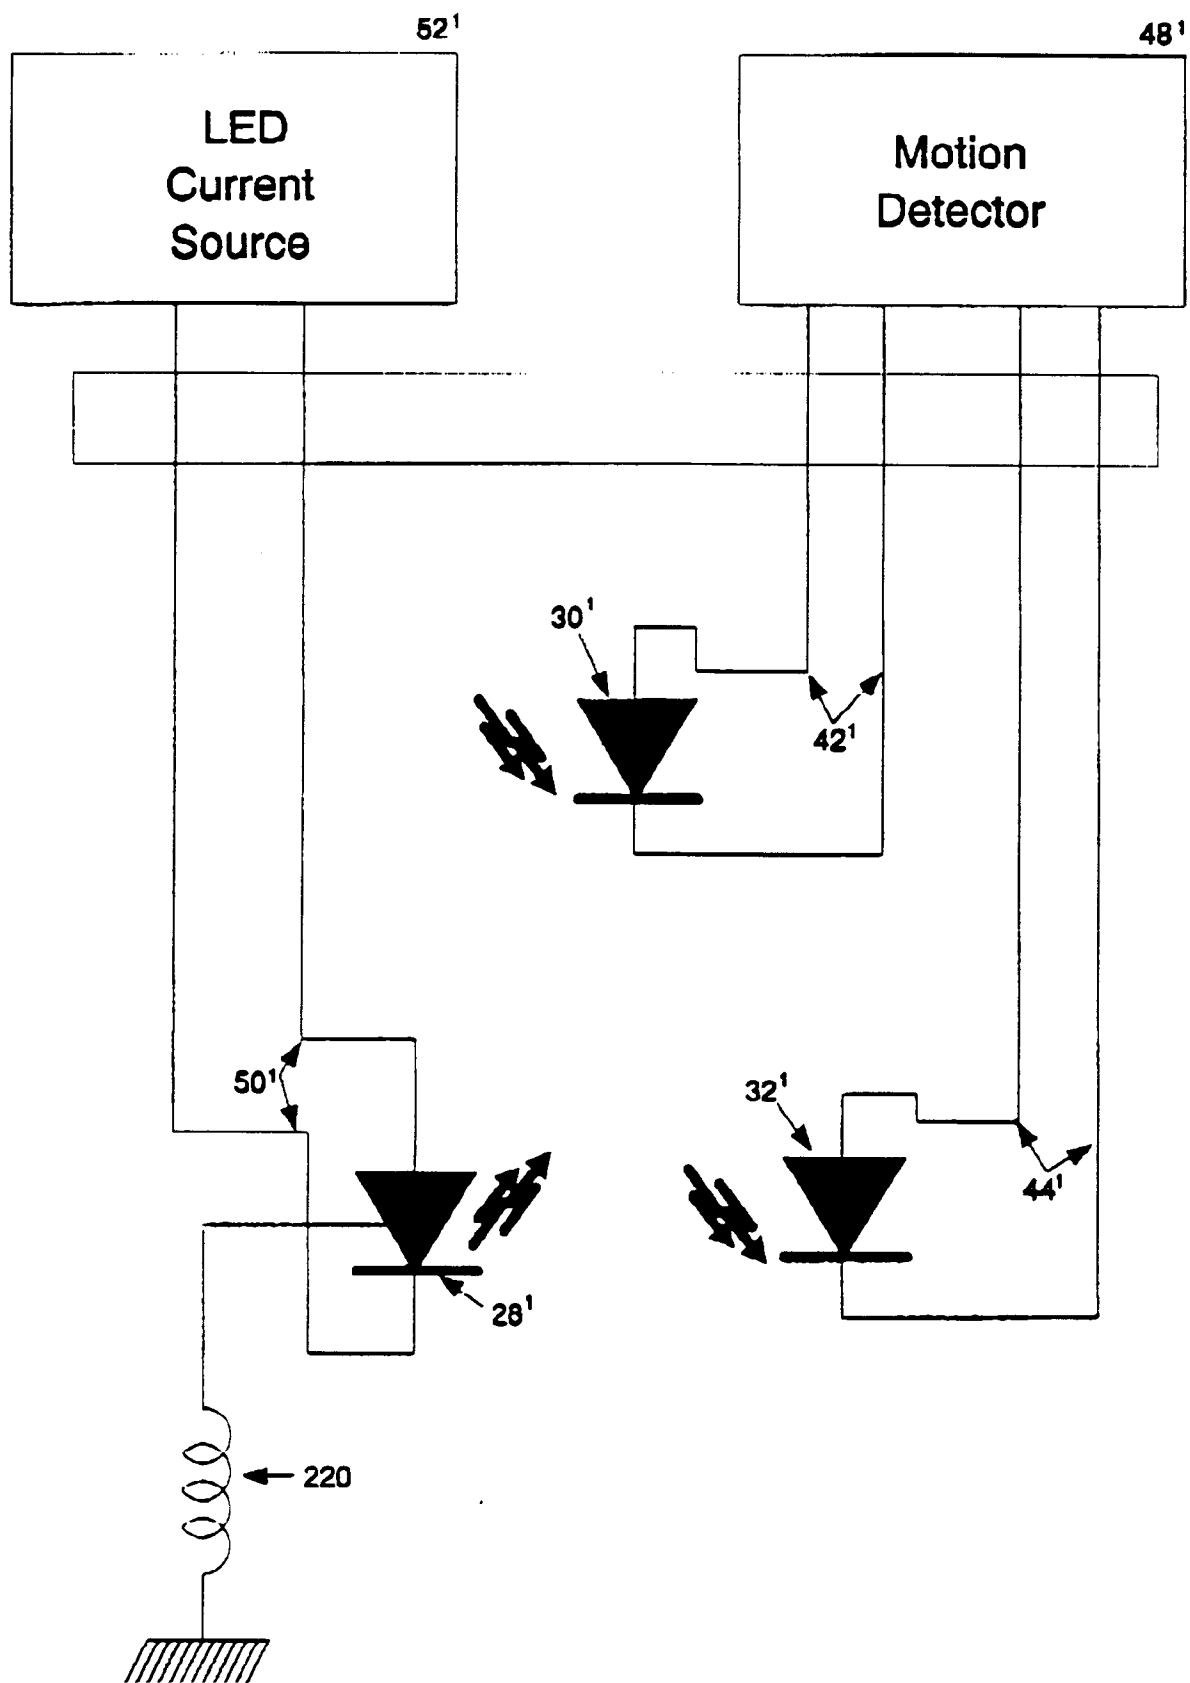 52¹
48¹
LED
Current
Source
Motion
Detector
30¹
42¹
50¹
32¹
44¹
28¹
220